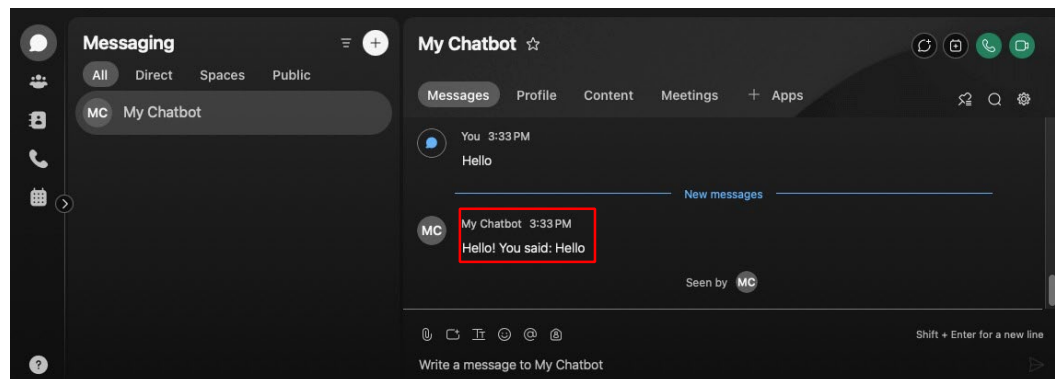 Messaging
All Direct Spaces Public
MC My Chatbot
My Chatbot
Messages Profile Content Meetings + Apps
You 3:33 PM
Hello
New messages
MC
My Chatbot 3:33 PM
Hello! You said: Hello
Seen by MC
Shift + Enter for a new line
Write a message to My Chatbot